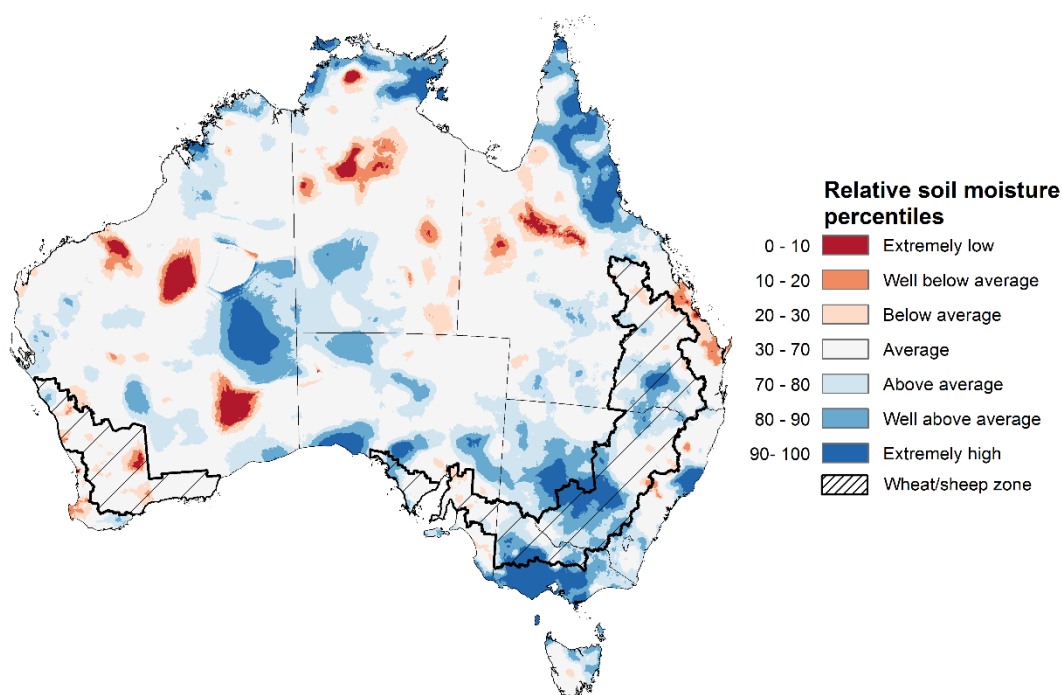 Relative soil moisture
percentiles
0 - 10 Extremely low
10 - 20 Well below average
20 - 30 Below average
30 - 70 Average
70 - 80 Above average
80 - 90 Well above average
90- 100 Extremely high
Wheat/sheep zone